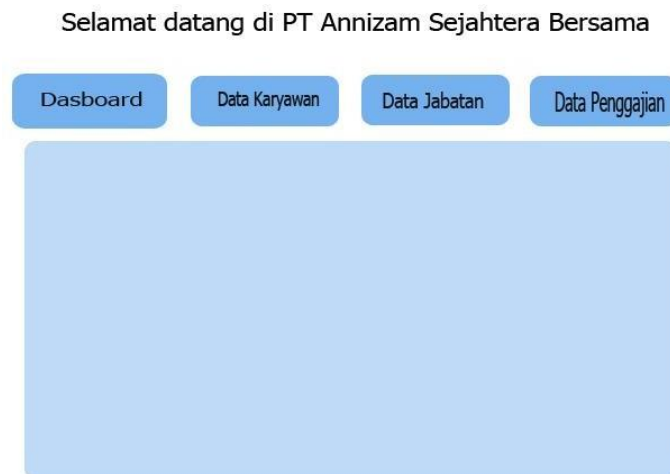 Selamat datang di PT Annizam Sejahtera Bersama
Dasboard Data Karyawan Data Jabatan Data Penggajian